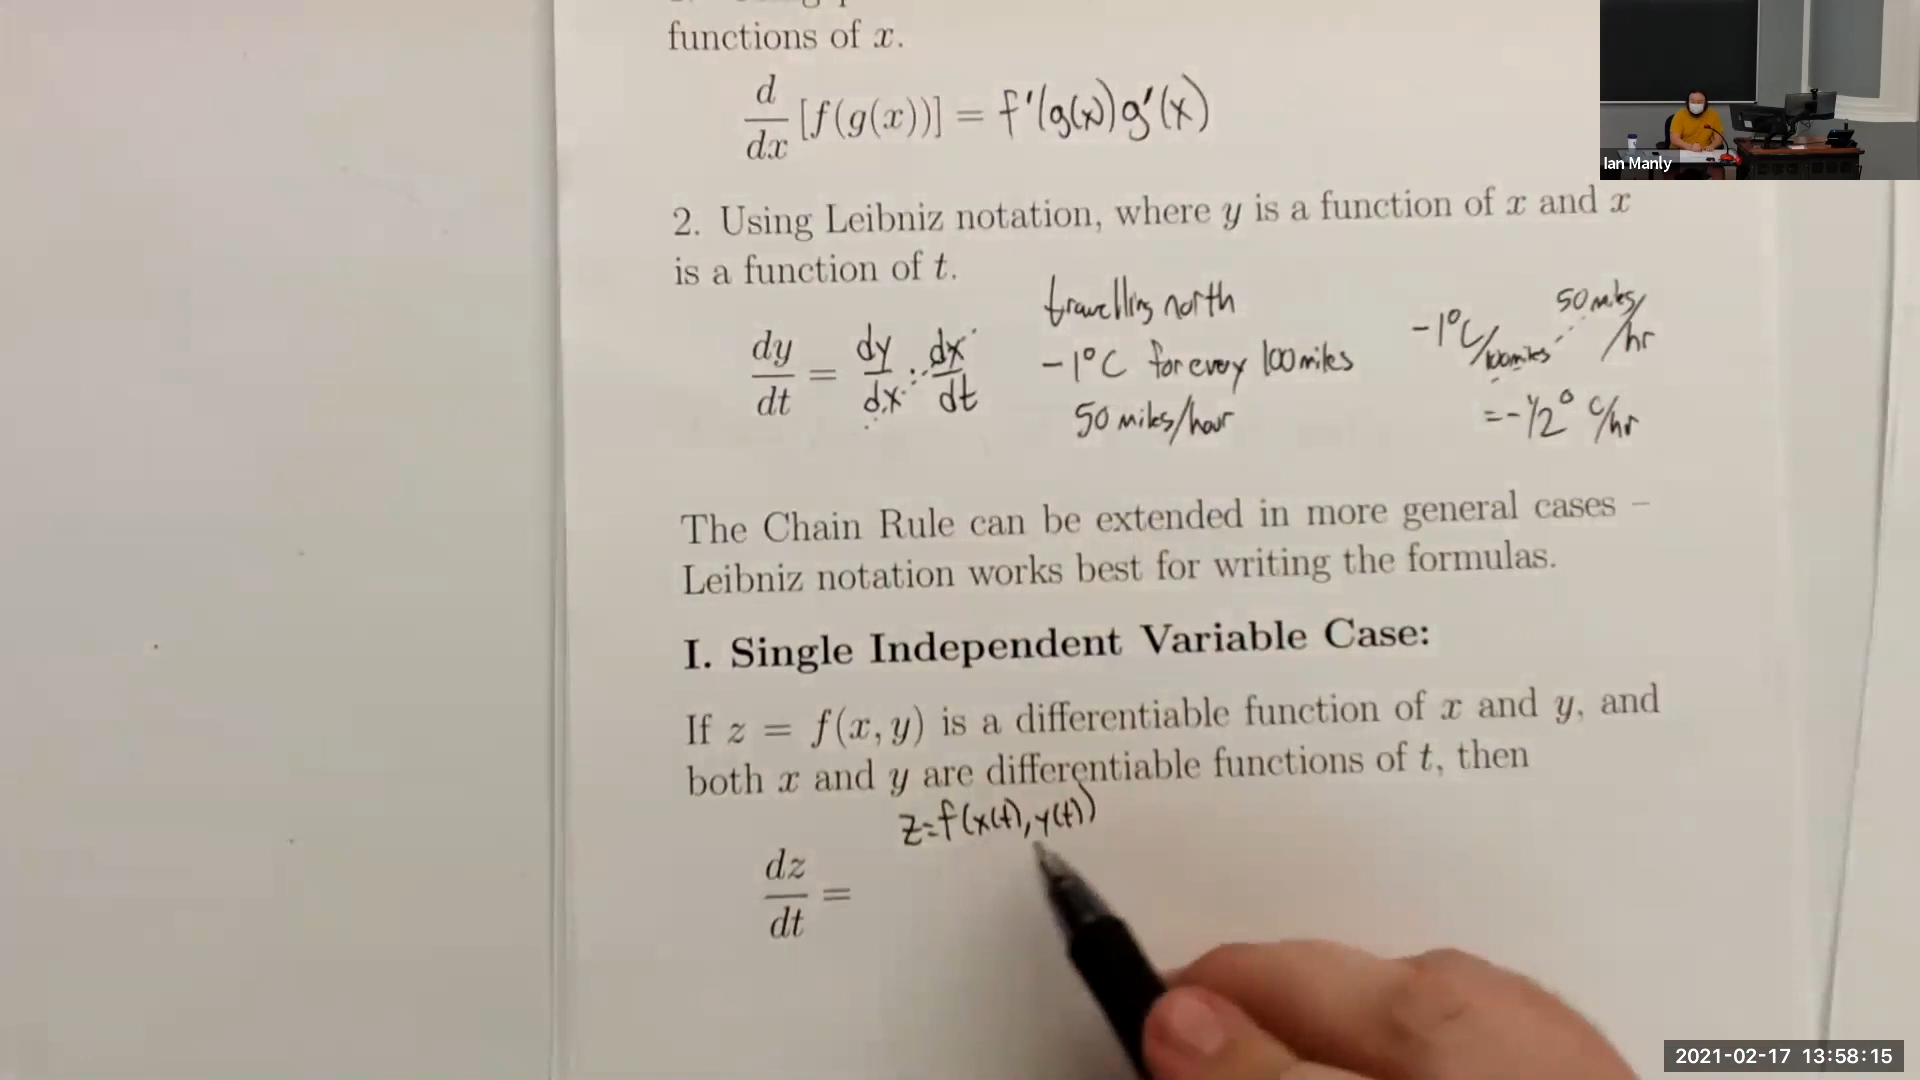 functions of x.
d/dx [f(g(x))] = f'(g(x))g'(x)
Ian Manly
2. Using Leibniz notation, where y is a function of x and x
is a function of t.
dy/dt = dy/dx · dx/dt
travelling north
-1°C for every 100 miles
50 miles/hour
-1°C/100miles 50 miles/hr
= -1/2° C/hr
The Chain Rule can be extended in more general cases –
Leibniz notation works best for writing the formulas.
I. Single Independent Variable Case:
If z = f(x, y) is a differentiable function of x and y, and
both x and y are differentiable functions of t, then
z=f(x(t),y(t))
dz/dt =
2021-02-17 13:58:15